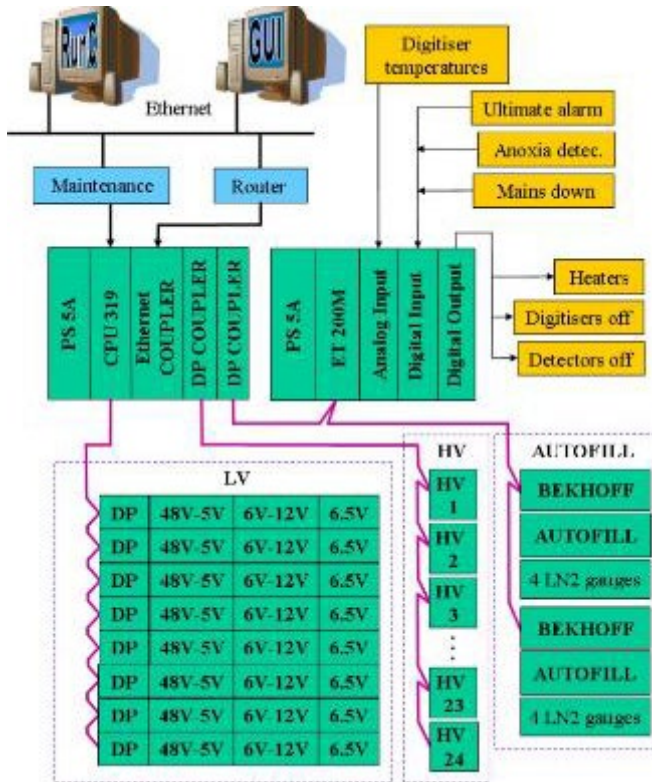 RunC
GUI
Digitiser
temperatures
Ethernet
Ultimate alarm
Anoxia detec.
Mains down
Maintenance
Router
PS 5A
CPU 319
Ethernet
COUPLER
DP COUPLER
DP COUPLER
PS 5A
ET 200M
Analog Input
Digital Input
Digital Output
Heaters
Digitisers off
Detectors off
LV
DP 48V-5V 6V-12V 6.5V
DP 48V-5V 6V-12V 6.5V
DP 48V-5V 6V-12V 6.5V
DP 48V-5V 6V-12V 6.5V
DP 48V-5V 6V-12V 6.5V
DP 48V-5V 6V-12V 6.5V
DP 48V-5V 6V-12V 6.5V
DP 48V-5V 6V-12V 6.5V
HV
HV
1
HV
2
HV
3
⋮
HV
23
HV
24
AUTOFILL
BEKHOFF
AUTOFILL
4 LN2 gauges
BEKHOFF
AUTOFILL
4 LN2 gauges